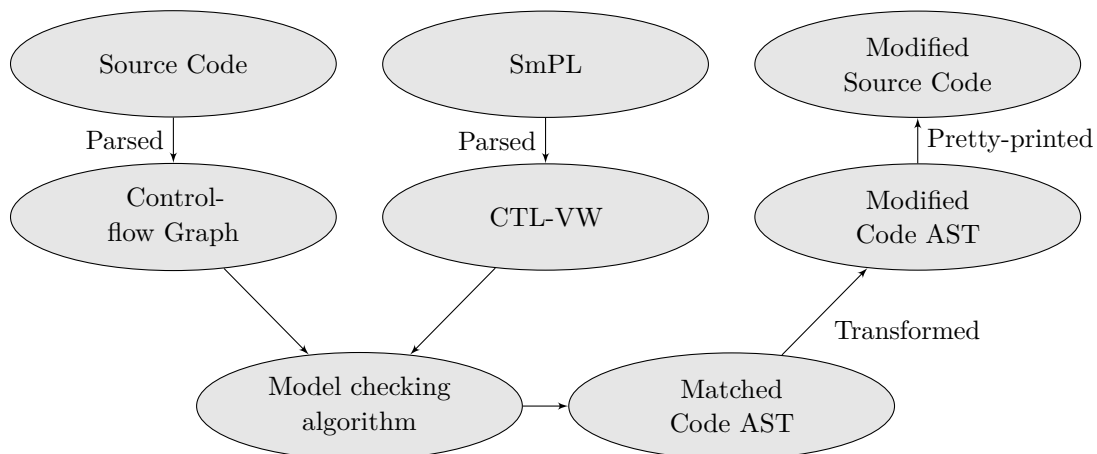 Source Code
SmPL
Modified
Source Code
Parsed
Parsed
Pretty-printed
Control-
flow Graph
CTL-VW
Modified
Code AST
Transformed
Model checking
algorithm
Matched
Code AST